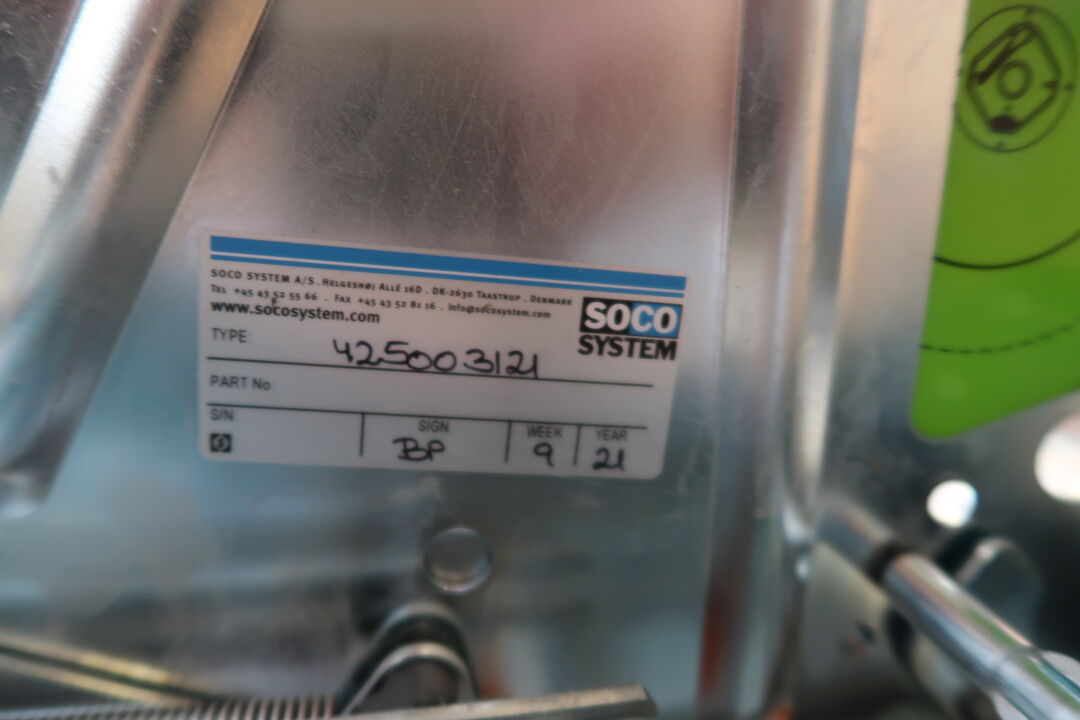 SOCO SYSTEM A/S . HELGESHØJ ALLÉ 16D . DK-2630 TAASTRUP . DENMARK
TEL +45 43 52 55 66 . FAX +45 43 52 81 16 . info@socosystem.com
www.socosystem.com
SOCO
SYSTEM
TYPE: 425003121
PART No
S/N
SIGN WEEK YEAR
BP 9 21